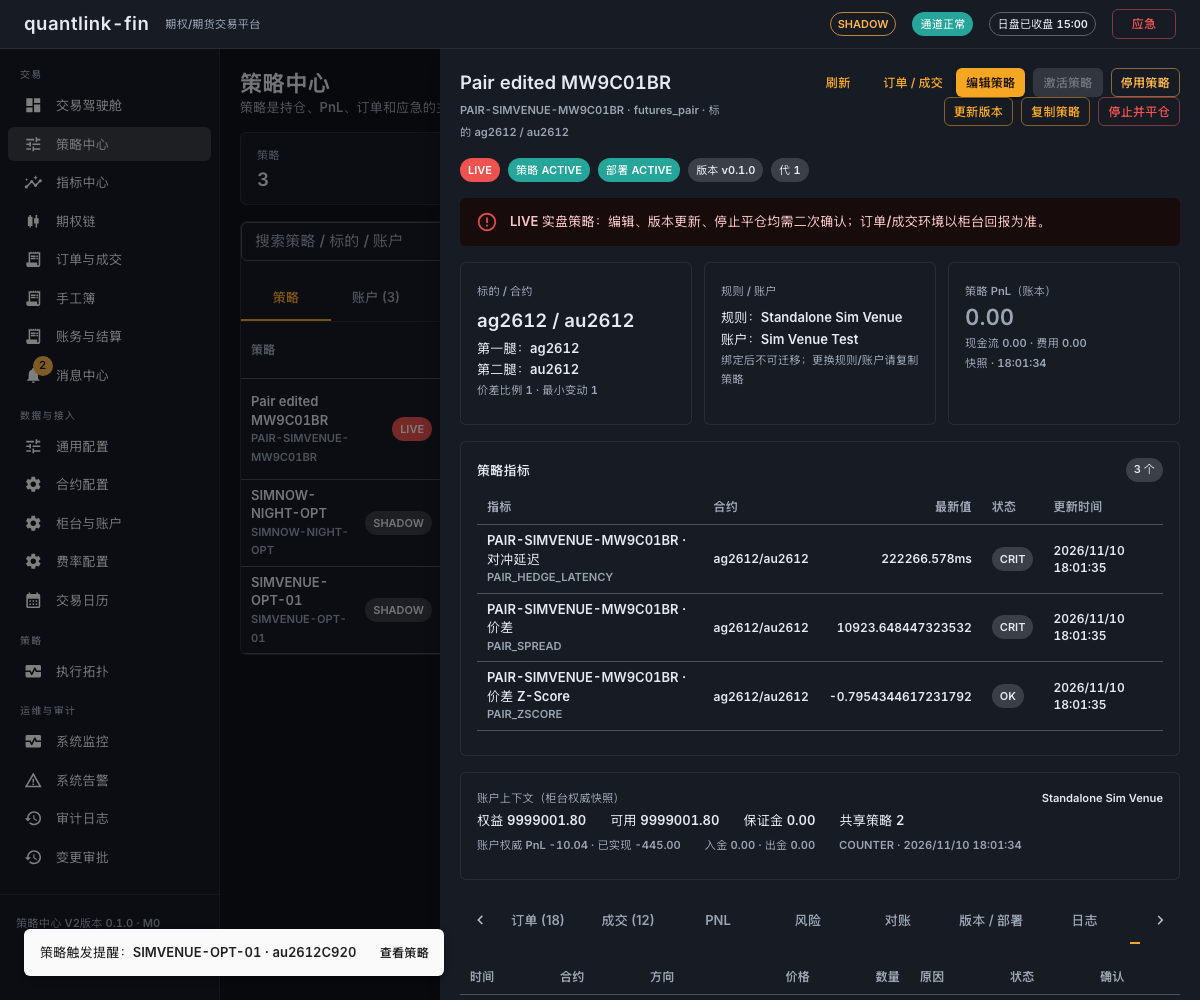 quantlink-fin 期权/期货交易平台 SHADOW 通道正常 日盘已收盘 15:00 应急
交易
交易驾驶舱
策略中心
指标中心
期权链
订单与成交
手工簿
账务与结算
2
消息中心
数据与接入
通用配置
合约配置
柜台与账户
费率配置
交易日历
策略
执行拓扑
运维与审计
系统监控
系统告警
审计日志
变更审批
策略中心 V2版本 0.1.0 · M0
策略触发提醒：SIMVENUE-OPT-01 · au2612C920 查看策略
策略中心
策略是持仓、PnL、订单和应急的
策略
3
搜索策略 / 标的 / 账户
策略 账户 (3)
策略
Pair edited
MW9C01BR
PAIR-SIMVENUE-
MW9C01BR
LIVE
SIMNOW-
NIGHT-OPT
SIMNOW-NIGHT-
OPT
SHADOW
SIMVENUE-
OPT-01
SIMVENUE-OPT-
01
SHADOW
Pair edited MW9C01BR
PAIR-SIMVENUE-MW9C01BR · futures_pair · 标
的 ag2612 / au2612
刷新 订单 / 成交 编辑策略 激活策略 停用策略
更新版本 复制策略 停止并平仓
LIVE 策略 ACTIVE 部署 ACTIVE 版本 v0.1.0 代 1
LIVE 实盘策略：编辑、版本更新、停止平仓均需二次确认；订单/成交环境以柜台回报为准。
标的 / 合约
ag2612 / au2612
第一腿：ag2612
第二腿：au2612
价差比例 1 · 最小变动 1
规则 / 账户
规则：Standalone Sim Venue
账户：Sim Venue Test
绑定后不可迁移；更换规则/账户请复制
策略
策略 PnL（账本）
0.00
现金流 0.00 · 费用 0.00
快照 · 18:01:34
策略指标 3 个
指标 合约 最新值 状态 更新时间
PAIR-SIMVENUE-MW9C01BR ·
对冲延迟
PAIR_HEDGE_LATENCY
ag2612/au2612 222266.578ms CRIT 2026/11/10
18:01:35
PAIR-SIMVENUE-MW9C01BR ·
价差
PAIR_SPREAD
ag2612/au2612 10923.648447323532 CRIT 2026/11/10
18:01:35
PAIR-SIMVENUE-MW9C01BR ·
价差 Z-Score
PAIR_ZSCORE
ag2612/au2612 -0.7954344617231792 OK 2026/11/10
18:01:35
账户上下文（柜台权威快照） Standalone Sim Venue
权益 9999001.80 可用 9999001.80 保证金 0.00 共享策略 2
账户权威 PnL -10.04 · 已实现 -445.00 入金 0.00 · 出金 0.00 COUNTER · 2026/11/10 18:01:34
订单 (18) 成交 (12) PNL 风险 对账 版本 / 部署 日志
时间 合约 方向 价格 数量 原因 状态 确认